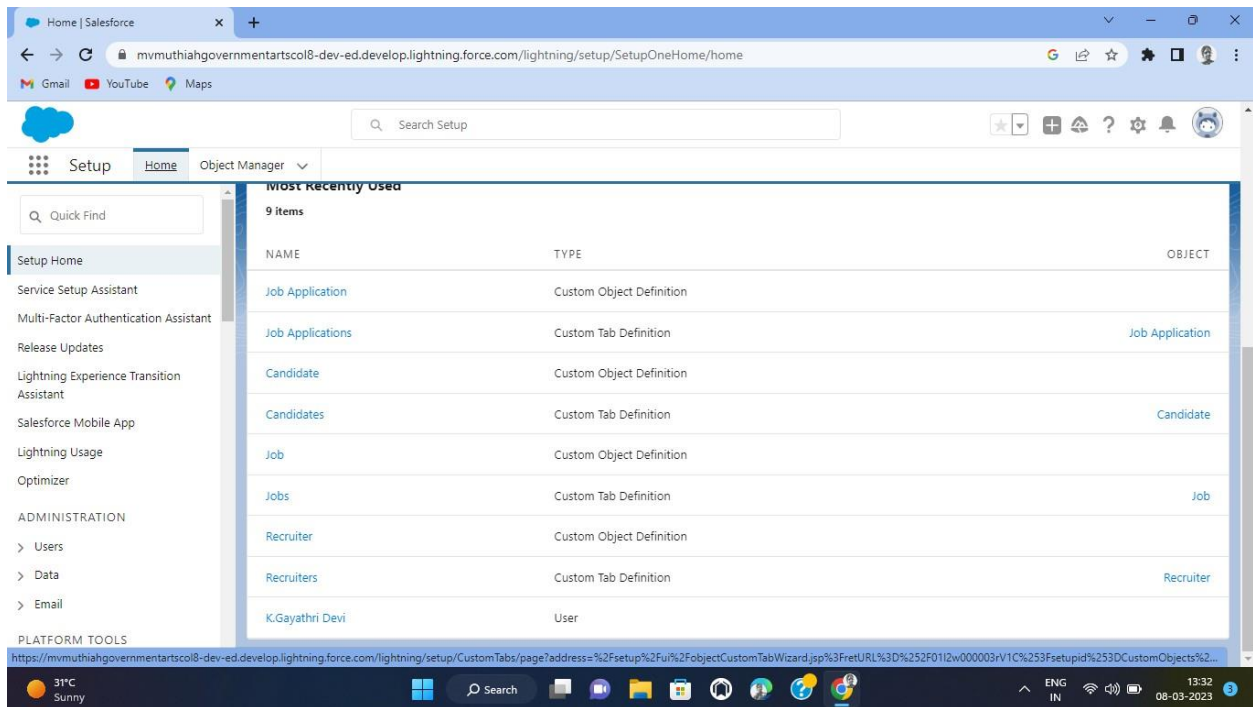 Home | Salesforce
mvmuthiahgovernmentartscol8-dev-ed.develop.lightning.force.com/lightning/setup/SetupOneHome/home
Gmail YouTube Maps
Search Setup
Setup Home Object Manager
Quick Find
Setup Home
Service Setup Assistant
Multi-Factor Authentication Assistant
Release Updates
Lightning Experience Transition
Assistant
Salesforce Mobile App
Lightning Usage
Optimizer
ADMINISTRATION
Users
Data
Email
PLATFORM TOOLS
Most Recently Used
9 items
NAME TYPE OBJECT
Job Application Custom Object Definition
Job Applications Custom Tab Definition Job Application
Candidate Custom Object Definition
Candidates Custom Tab Definition Candidate
Job Custom Object Definition
Jobs Custom Tab Definition Job
Recruiter Custom Object Definition
Recruiters Custom Tab Definition Recruiter
K.Gayathri Devi User
https://mvmuthiahgovernmentartscol8-dev-ed.develop.lightning.force.com/lightning/setup/CustomTabs/page?address=%2Fsetup%2Fui%2FobjectCustomTabWizard.jsp%3FretURL%3D%252F01I2w000003rV1C%253Fsetupid%253DCustomObjects%2...
31°C
Sunny
Search
ENG
IN
13:32
08-03-2023
3